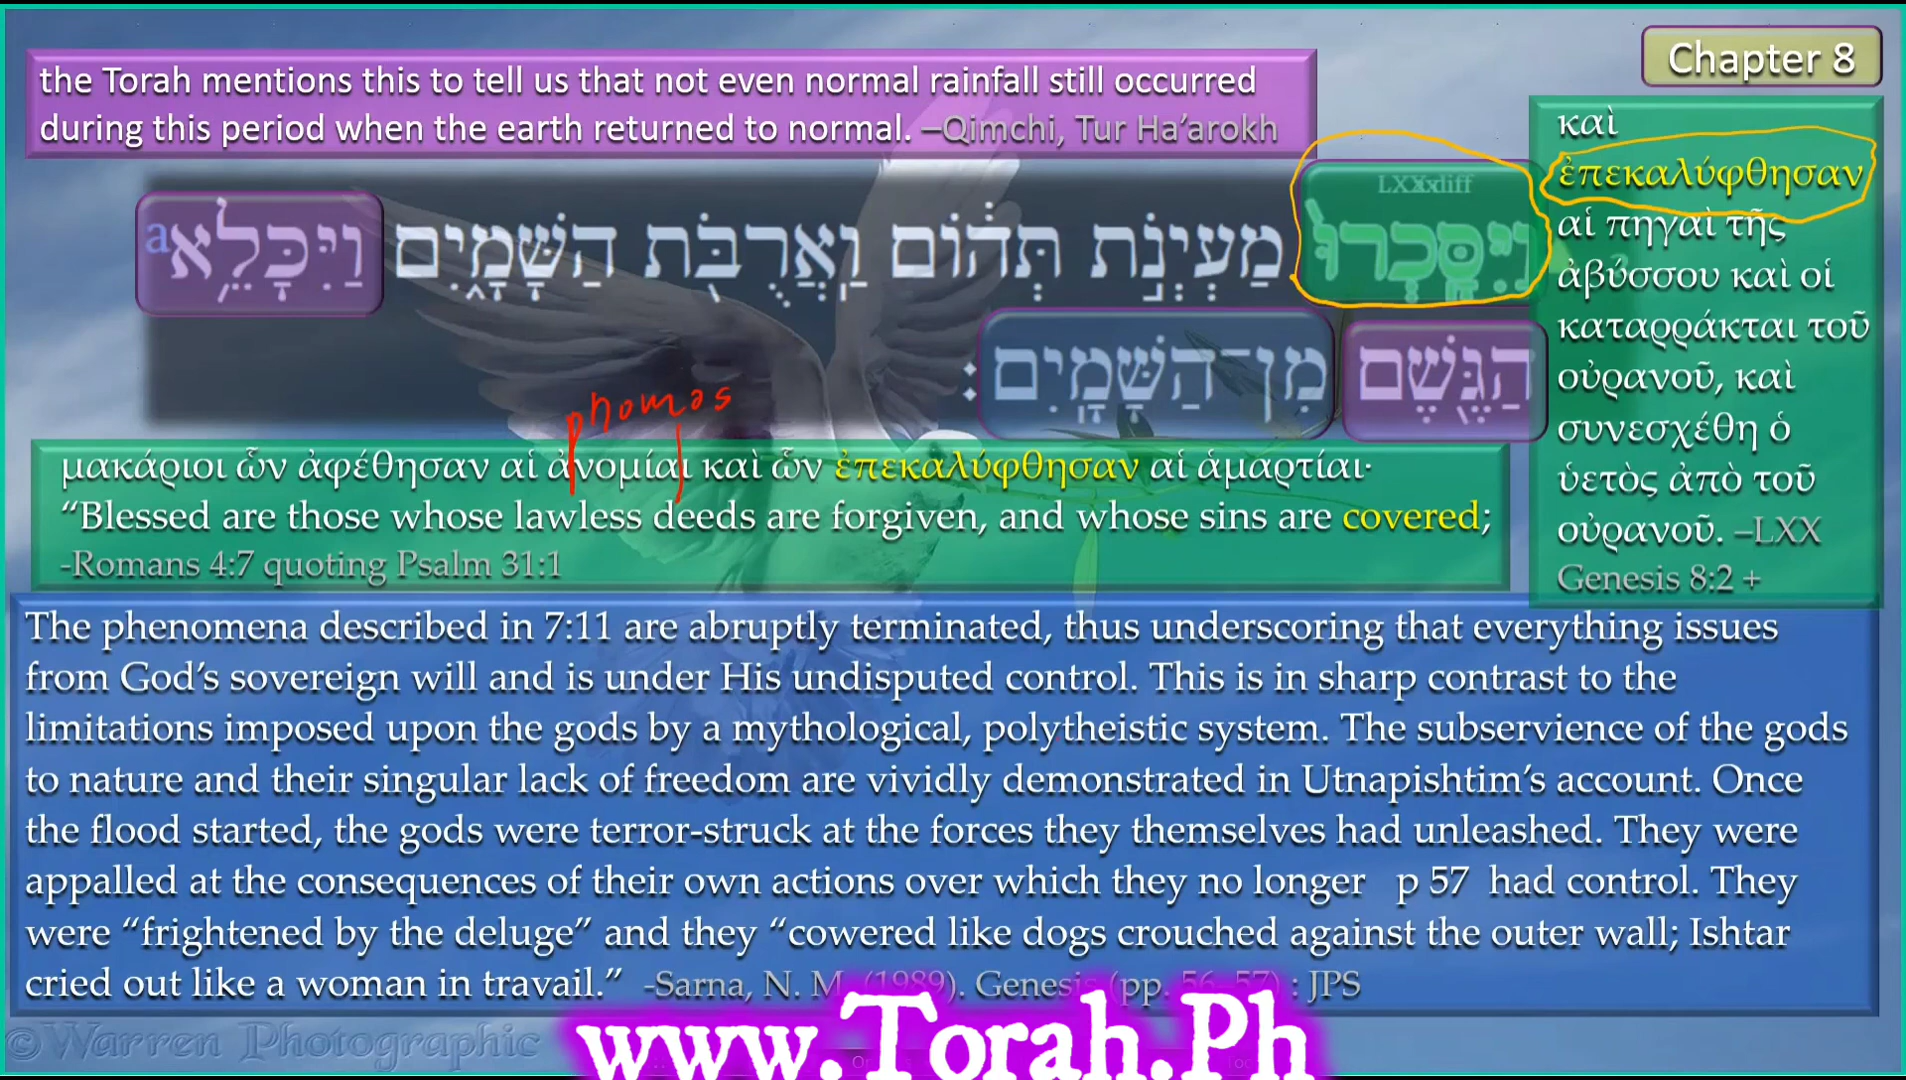 Chapter 8
the Torah mentions this to tell us that not even normal rainfall still occurred
during this period when the earth returned to normal. –Qimchi, Tur Ha’arokh
LXXxdiff
וַיִּסָּֽכְרוּ֙ מַעְיְנֹ֣ת תְּה֔וֹם וַֽאֲרֻבֹּ֖ת הַשָּׁמָ֑יִם וַיִּכָּלֵ֥א a
הַגֶּ֖שֶׁם מִן־הַשָּׁמָֽיִם׃
καὶ
ἐπεκαλύφθησαν
αἱ πηγαὶ τῆς
ἀβύσσου καὶ οἱ
καταρράκται τοῦ
οὐρανοῦ, καὶ
συνεσχέθη ὁ
ὑετὸς ἀπὸ τοῦ
οὐρανοῦ. –LXX
Genesis 8:2 +
phomos
μακάριοι ὧν ἀφέθησαν αἱ ἀνομίαι καὶ ὧν ἐπεκαλύφθησαν αἱ ἁμαρτίαι·
“Blessed are those whose lawless deeds are forgiven, and whose sins are covered;
-Romans 4:7 quoting Psalm 31:1
The phenomena described in 7:11 are abruptly terminated, thus underscoring that everything issues
from God’s sovereign will and is under His undisputed control. This is in sharp contrast to the
limitations imposed upon the gods by a mythological, polytheistic system. The subservience of the gods
to nature and their singular lack of freedom are vividly demonstrated in Utnapishtim’s account. Once
the flood started, the gods were terror-struck at the forces they themselves had unleashed. They were
appalled at the consequences of their own actions over which they no longer p 57 had control. They
were “frightened by the deluge” and they “cowered like dogs crouched against the outer wall; Ishtar
cried out like a woman in travail.” -Sarna, N. M. (1989). Genesis (pp. 56–57) : JPS
©Warren Photographic
www.Torah.Ph